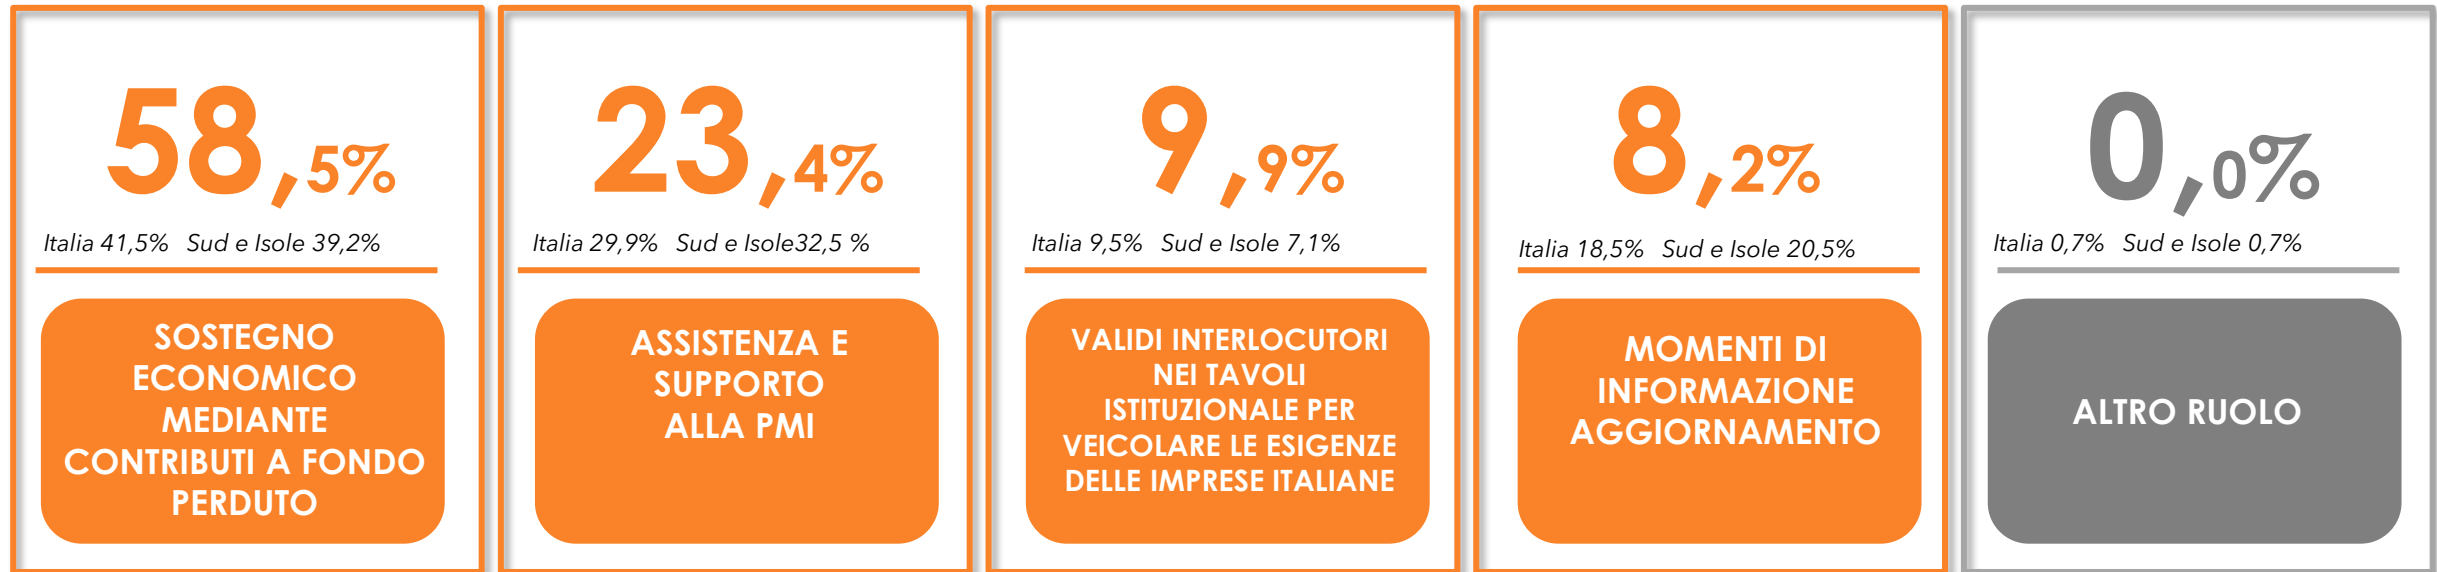 58,5%
Italia 41,5% Sud e Isole 39,2%
SOSTEGNO
ECONOMICO
MEDIANTE
CONTRIBUTI A FONDO
PERDUTO
23,4%
Italia 29,9% Sud e Isole32,5 %
ASSISTENZA E
SUPPORTO
ALLA PMI
9,9%
Italia 9,5% Sud e Isole 7,1%
VALIDI INTERLOCUTORI
NEI TAVOLI
ISTITUZIONALE PER
VEICOLARE LE ESIGENZE
DELLE IMPRESE ITALIANE
8,2%
Italia 18,5% Sud e Isole 20,5%
MOMENTI DI
INFORMAZIONE
AGGIORNAMENTO
0,0%
Italia 0,7% Sud e Isole 0,7%
ALTRO RUOLO